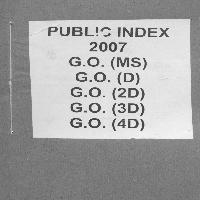 PUBLIC INDEX
2007
G.O. (MS)
G.O. (D)
G.O. (2D)
G.O. (3D)
G.O. (4D)